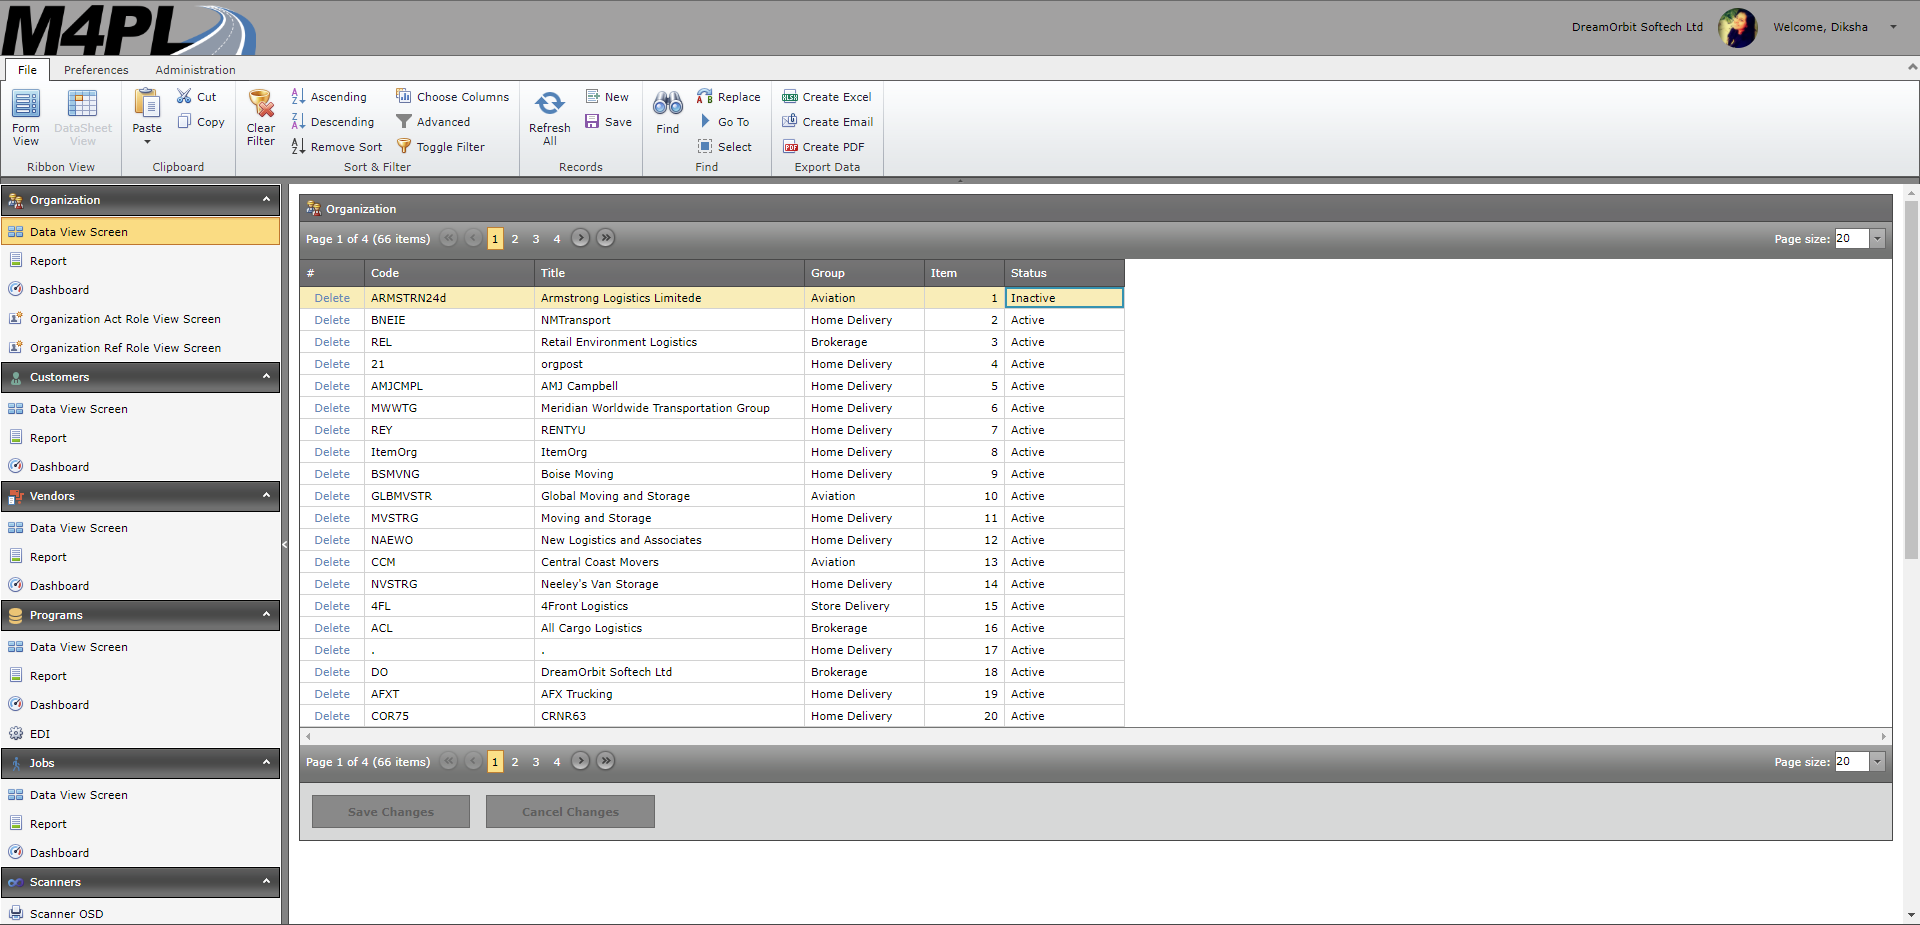 M4PL
DreamOrbit Softech Ltd Welcome, Diksha
File Preferences Administration
Form View DataSheet View Ribbon View
Paste Cut Copy Clipboard
Clear Filter Ascending Descending Remove Sort Choose Columns Advanced Toggle Filter Sort & Filter
Refresh All New Save Records
Find Replace Go To Select Find
Create Excel Create Email Create PDF Export Data
Organization
Data View Screen
Report
Dashboard
Organization Act Role View Screen
Organization Ref Role View Screen
Customers
Data View Screen
Report
Dashboard
Vendors
Data View Screen
Report
Dashboard
Programs
Data View Screen
Report
Dashboard
EDI
Jobs
Data View Screen
Report
Dashboard
Scanners
Scanner OSD
Organization
Page 1 of 4 (66 items) 1 2 3 4 Page size: 20
# Code Title Group Item Status
Delete ARMSTRN24d Armstrong Logistics Limitede Aviation 1 Inactive
Delete BNEIE NMTransport Home Delivery 2 Active
Delete REL Retail Environment Logistics Brokerage 3 Active
Delete 21 orgpost Home Delivery 4 Active
Delete AMJCMPL AMJ Campbell Home Delivery 5 Active
Delete MWWTG Meridian Worldwide Transportation Group Home Delivery 6 Active
Delete REY RENTYU Home Delivery 7 Active
Delete ItemOrg ItemOrg Home Delivery 8 Active
Delete BSMVNG Boise Moving Home Delivery 9 Active
Delete GLBMVSTR Global Moving and Storage Aviation 10 Active
Delete MVSTRG Moving and Storage Home Delivery 11 Active
Delete NAEWO New Logistics and Associates Home Delivery 12 Active
Delete CCM Central Coast Movers Aviation 13 Active
Delete NVSTRG Neeley's Van Storage Home Delivery 14 Active
Delete 4FL 4Front Logistics Store Delivery 15 Active
Delete ACL All Cargo Logistics Brokerage 16 Active
Delete . . Home Delivery 17 Active
Delete DO DreamOrbit Softech Ltd Brokerage 18 Active
Delete AFXT AFX Trucking Home Delivery 19 Active
Delete COR75 CRNR63 Home Delivery 20 Active
Page 1 of 4 (66 items) 1 2 3 4 Page size: 20
Save Changes Cancel Changes